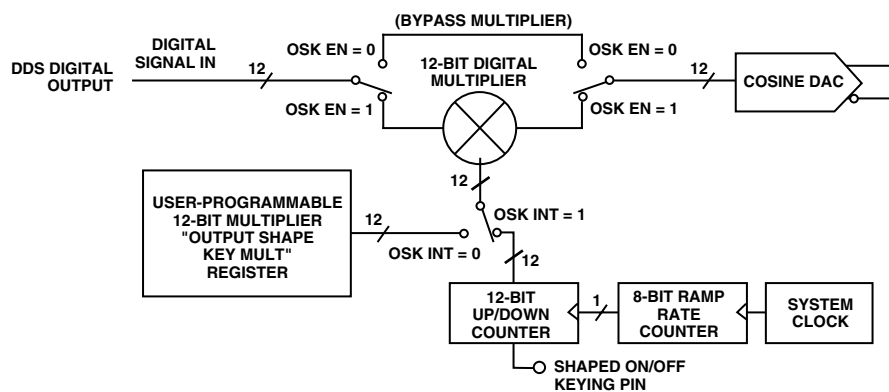 (BYPASS MULTIPLIER)
DIGITAL
SIGNAL IN
OSK EN = 0
OSK EN = 0
DDS DIGITAL
OUTPUT
12
12-BIT DIGITAL
MULTIPLIER
12
COSINE DAC
OSK EN = 1
OSK EN = 1
12
USER-PROGRAMMABLE
12-BIT MULTIPLIER
"OUTPUT SHAPE
KEY MULT"
REGISTER
12
OSK INT = 1
OSK INT = 0
12
12-BIT
UP/DOWN
COUNTER
1
8-BIT RAMP
RATE
COUNTER
SYSTEM
CLOCK
SHAPED ON/OFF
KEYING PIN